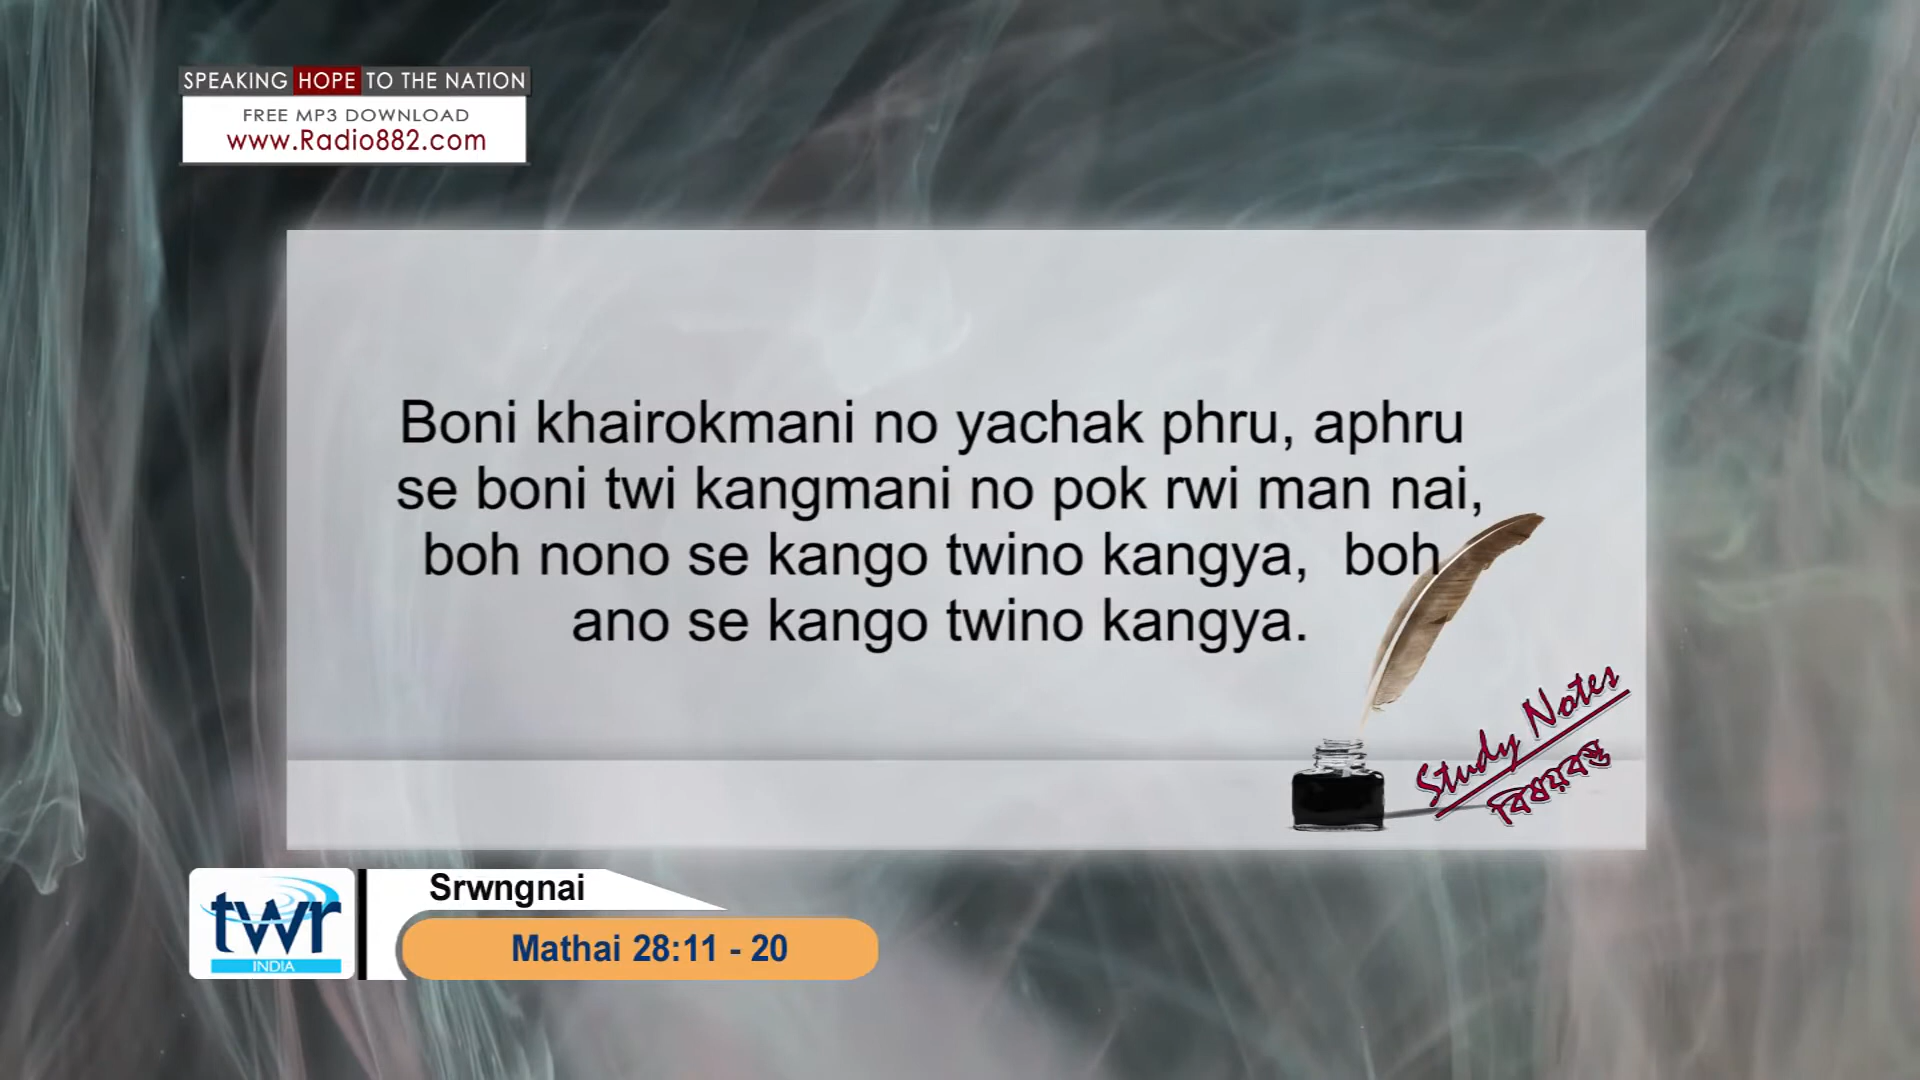 SPEAKING HOPE TO THE NATION
FREE MP3 DOWNLOAD
www.Radio882.com
Boni khairokmani no yachak phru, aphru
se boni twi kangmani no pok rwi man nai,
boh nono se kango twino kangya, boh
ano se kango twino kangya.
Study Notes
বিষয়বস্তু
twr
INDIA
Srwngnai
Mathai 28:11 - 20